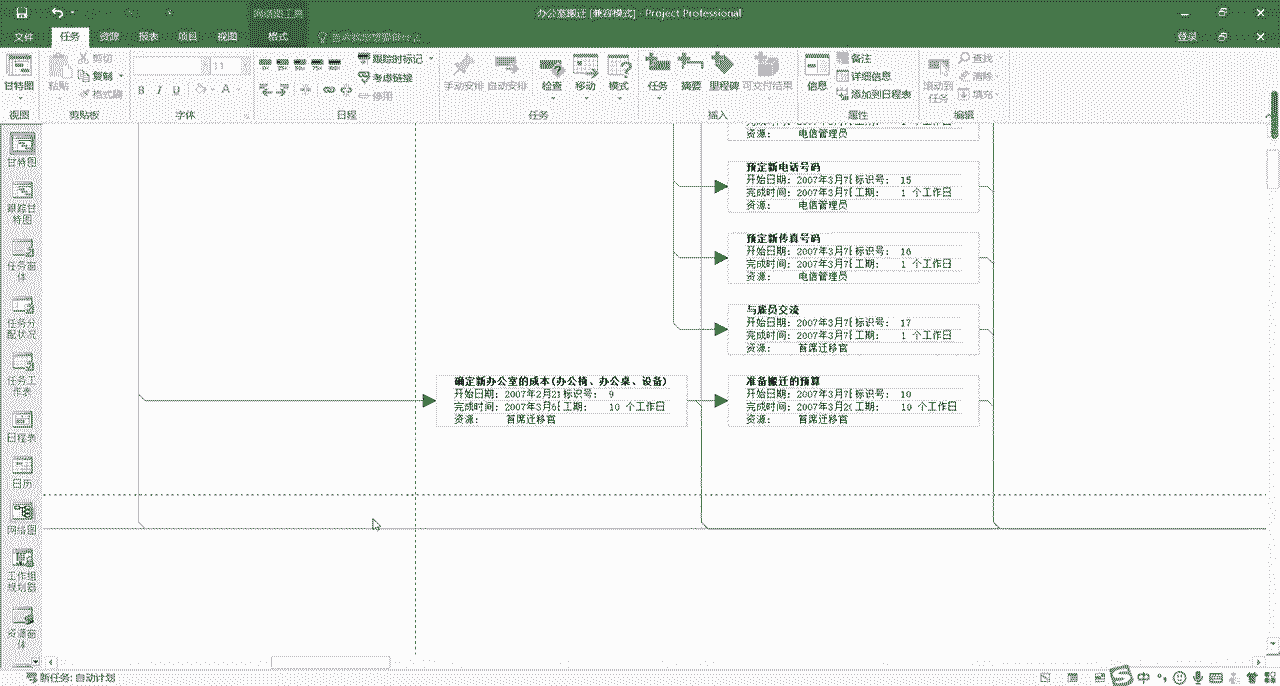 办公室搬迁 [兼容模式] - Project Professional
网络图工具
文件 任务 资源 报表 项目 视图 格式
登录
甘特图
视图
粘贴
剪切
复制
格式刷
剪贴板
11
B I U A
字体
跟踪时标记
考虑链接
停用
日程
手动安排 自动安排 检查 移动 模式
任务
任务 摘要 里程碑 可交付结果
插入
信息
备注
详细信息
添加到日程表
属性
滚动到任务
查找
清除
填充
编辑
甘特图
跟踪甘特图
任务窗体
任务分配状况
任务工作表
日程表
日历
网络图
工作组规划器
资源窗体
资源: 电信管理员
预定新电话号码
开始日期: 2007年3月7日 标识号: 15
完成时间: 2007年3月7日 工期: 1 个工作日
资源: 电信管理员
预定新传真号码
开始日期: 2007年3月7日 标识号: 16
完成时间: 2007年3月7日 工期: 1 个工作日
资源: 电信管理员
与雇员交流
开始日期: 2007年3月7日 标识号: 17
完成时间: 2007年3月7日 工期: 1 个工作日
资源: 首席迁移官
确定新办公室的成本(办公椅、办公桌、设备)
开始日期: 2007年2月21 标识号: 9
完成时间: 2007年3月6日 工期: 10 个工作日
资源: 首席迁移官
准备搬迁的预算
开始日期: 2007年3月7日 标识号: 10
完成时间: 2007年3月20 工期: 10 个工作日
资源: 首席迁移官
新任务: 自动计划
中